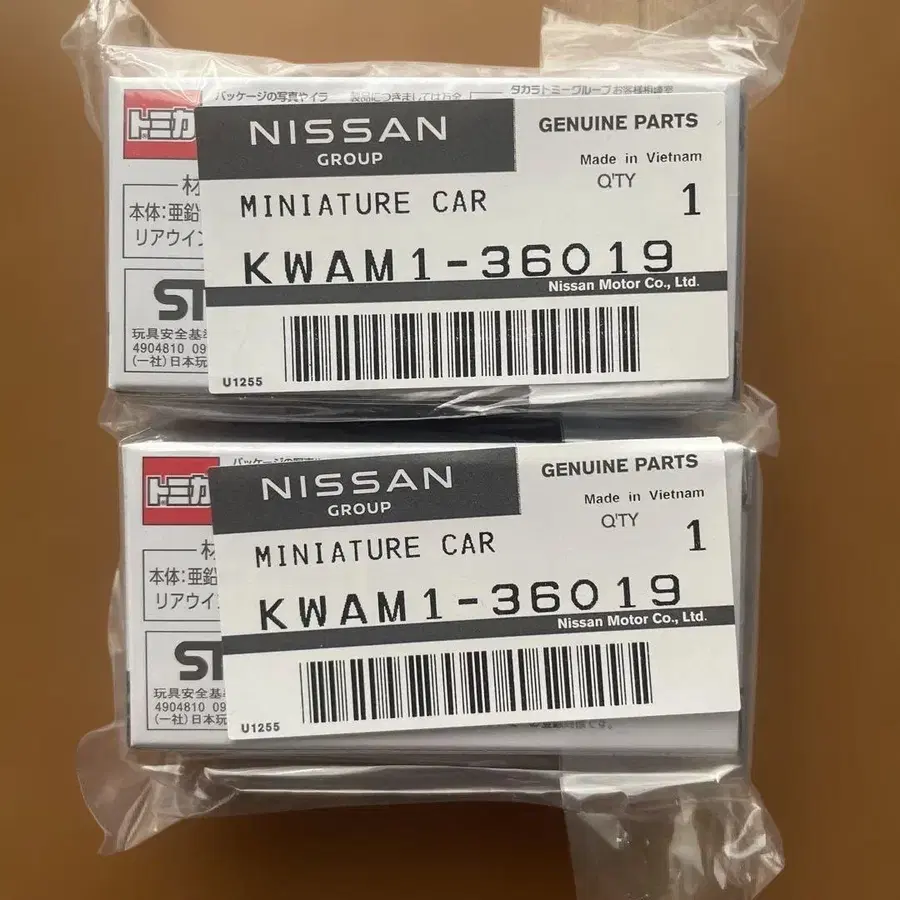 パッケージの写真やイラ
製品につきましては万全
タカラトミーグループお客様相談室
トミカ
NISSAN
GROUP
GENUINE PARTS
Made in Vietnam
Q'TY
1
MINIATURE CAR
KWAM1-36019
Nissan Motor Co., Ltd.
U1255
材
本体:亜鉛
リアウイン
ST
玩具安全基準
4904810 09
(一社)日本玩
トミカ
NISSAN
GROUP
GENUINE PARTS
Made in Vietnam
Q'TY
1
MINIATURE CAR
KWAM1-36019
Nissan Motor Co., Ltd.
U1255
材
本体:亜鉛
リアウイン
ST
玩具安全基
4904810 09
(一社)日本玩